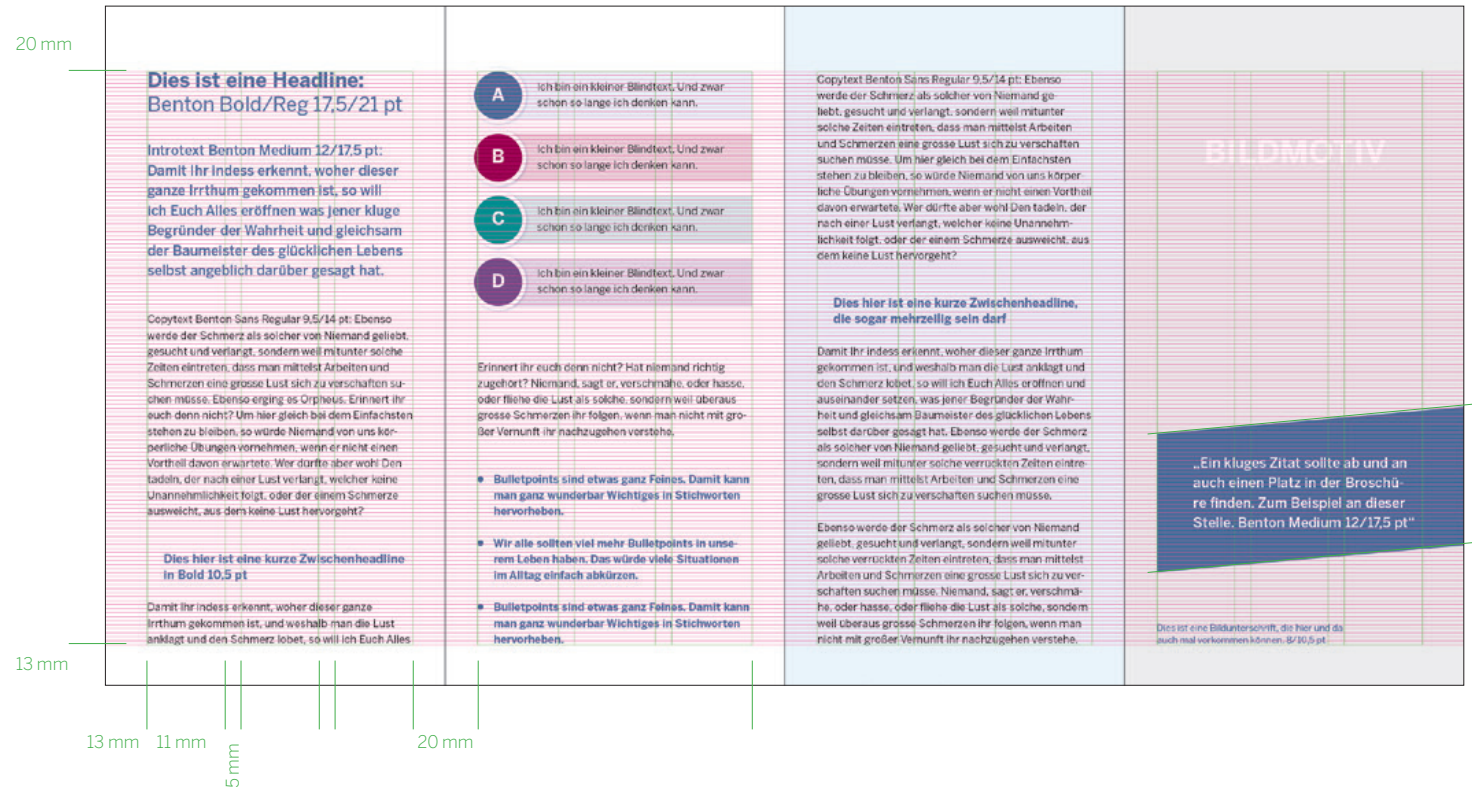 20 mm
Dies ist eine Headline:
Benton Bold/Reg 17,5/21 pt
Introtext Benton Medium 12/17,5 pt:
Damit Ihr indess erkennt, woher dieser
ganze Irrthum gekommen ist, so will
ich Euch Alles eröffnen was jener kluge
Begründer der Wahrheit und gleichsam
der Baumeister des glücklichen Lebens
selbst angeblich darüber gesagt hat.
Copytext Benton Sans Regular 9,5/14 pt: Ebenso
werde der Schmerz als solcher von Niemand geliebt,
gesucht und verlangt, sondern weil mitunter solche
Zeiten eintreten, dass man mittelst Arbeiten und
Schmerzen eine grosse Lust sich zu verschaften su-
chen müsse. Ebenso erging es Orpheus. Erinnert ihr
euch denn nicht? Um hier gleich bei dem Einfachsten
stehen zu bleiben, so würde Niemand von uns kör-
perliche Übungen vornehmen, wenn er nicht einen
Vortheil davon erwartete. Wer dürfte aber wohl Den
tadeln, der nach einer Lust verlangt, welcher keine
Unannehmlichkeit folgt, oder der einem Schmerze
ausweicht, aus dem keine Lust hervorgeht?
Dies hier ist eine kurze Zwischenheadline
in Bold 10,5 pt
Damit Ihr indess erkennt, woher dieser ganze
Irrthum gekommen ist, und weshalb man die Lust
anklagt und den Schmerz lobet, so will ich Euch Alles
A
Ich bin ein kleiner Blindtext. Und zwar
schon so lange ich denken kann.
B
Ich bin ein kleiner Blindtext. Und zwar
schon so lange ich denken kann.
C
Ich bin ein kleiner Blindtext. Und zwar
schon so lange ich denken kann.
D
Ich bin ein kleiner Blindtext. Und zwar
schon so lange ich denken kann.
Erinnert ihr euch denn nicht? Hat niemand richtig
zugehört? Niemand, sagt er, verschmähe, oder hasse,
oder fliehe die Lust als solche, sondern weil überaus
grosse Schmerzen ihr folgen, wenn man nicht mit gro-
ßer Vernunft ihr nachzugehen verstehe.
• Bulletpoints sind etwas ganz Feines. Damit kann
man ganz wunderbar Wichtiges in Stichworten
hervorheben.
• Wir alle sollten viel mehr Bulletpoints in unse-
rem Leben haben. Das würde viele Situationen
im Alltag einfach abkürzen.
• Bulletpoints sind etwas ganz Feines. Damit kann
man ganz wunderbar Wichtiges in Stichworten
hervorheben.
Copytext Benton Sans Regular 9,5/14 pt: Ebenso
werde der Schmerz als solcher von Niemand ge-
liebt, gesucht und verlangt, sondern weil mitunter
solche Zeiten eintreten, dass man mittelst Arbeiten
und Schmerzen eine grosse Lust sich zu verschaften
suchen müsse. Um hier gleich bei dem Einfachsten
stehen zu bleiben, so würde Niemand von uns körper-
liche Übungen vornehmen, wenn er nicht einen Vortheil
davon erwartete. Wer dürfte aber wohl Den tadeln, der
nach einer Lust verlangt, welcher keine Unannehm-
lichkeit folgt, oder der einem Schmerze ausweicht, aus
dem keine Lust hervorgeht?
Dies hier ist eine kurze Zwischenheadline,
die sogar mehrzeilig sein darf
Damit Ihr indess erkennt, woher dieser ganze Irrthum
gekommen ist, und weshalb man die Lust anklagt und
den Schmerz lobet, so will ich Euch Alles eröffnen und
auseinander setzen, was jener Begründer der Wahr-
heit und gleichsam Baumeister des glücklichen Lebens
selbst darüber gesagt hat. Ebenso werde der Schmerz
als solcher von Niemand geliebt, gesucht und verlangt,
sondern weil mitunter solche verrückten Zeiten eintre-
ten, dass man mittelst Arbeiten und Schmerzen eine
grosse Lust sich zu verschaften suchen müsse.
Ebenso werde der Schmerz als solcher von Niemand
geliebt, gesucht und verlangt, sondern weil mitunter
solche verrückten Zeiten eintreten, dass man mittelst
Arbeiten und Schmerzen eine grosse Lust sich zu ver-
schaften suchen müsse. Niemand, sagt er, verschmä-
he, oder hasse, oder fliehe die Lust als solche, sondern
weil überaus grosse Schmerzen ihr folgen, wenn man
nicht mit großer Vernunft ihr nachzugehen verstehe.
BILDMOTIV
„Ein kluges Zitat sollte ab und an
auch einen Platz in der Broschü-
re finden. Zum Beispiel an dieser
Stelle. Benton Medium 12/17,5 pt“
Dies ist eine Bildunterschrift, die hier und da
auch mal vorkommen können. 8/10,5 pt
13 mm
13 mm
11 mm
5 mm
20 mm